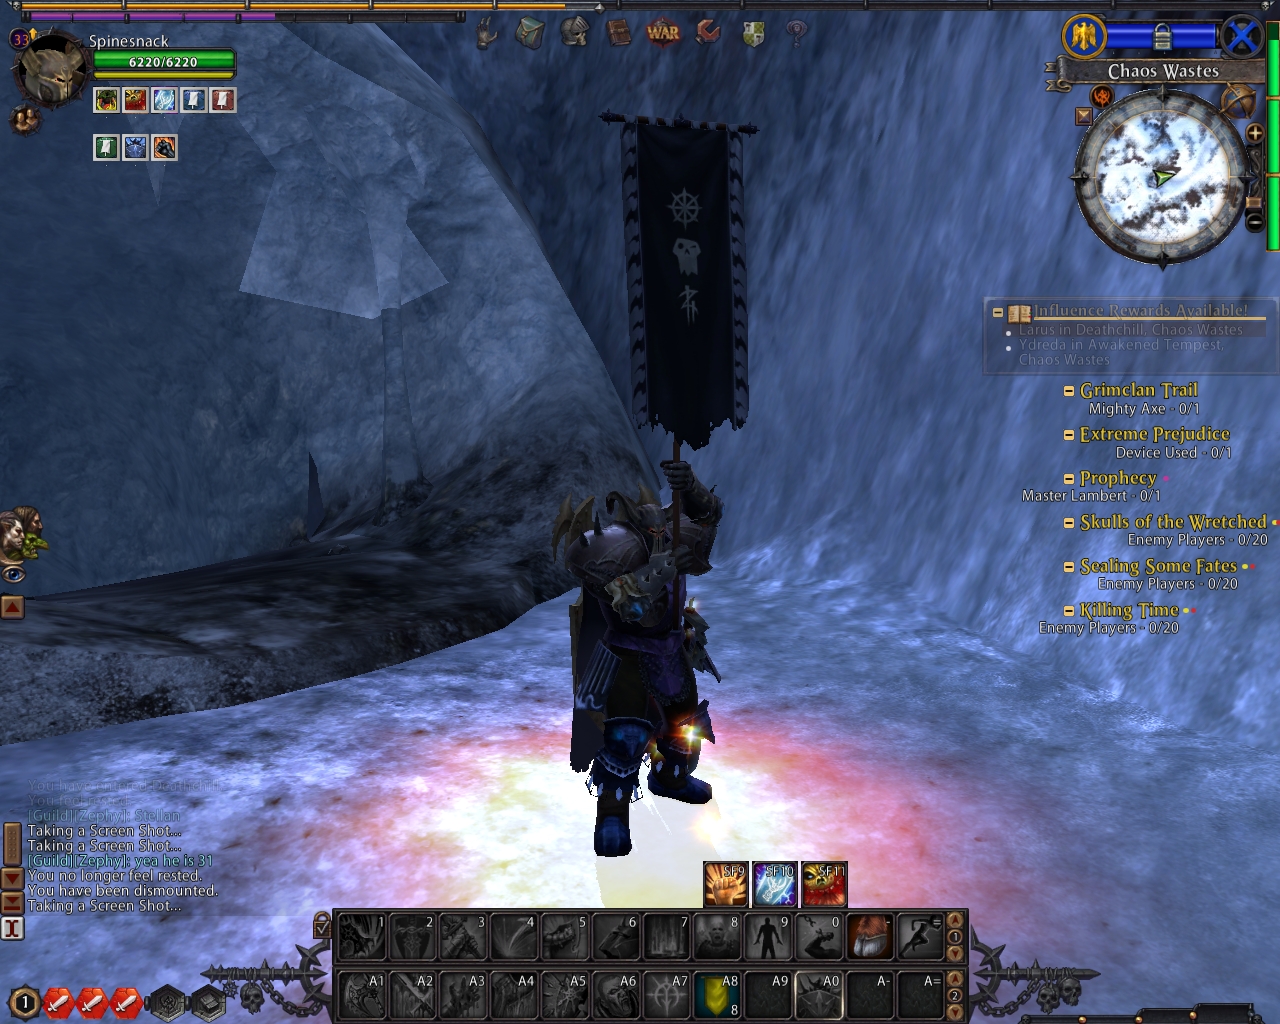 33
Spinesnack
6220/6220
WAR
Chaos Wastes
Influence Rewards Available!
Larus in Deathchill, Chaos Wastes
Ydreda in Awakened Tempest,
Chaos Wastes
Grimclan Trail
Mighty Axe - 0/1
Extreme Prejudice
Device Used - 0/1
Prophecy
Master Lambert - 0/1
Skulls of the Wretched
Enemy Players - 0/20
Sealing Some Fates
Enemy Players - 0/20
Killing Time
Enemy Players - 0/20
[Guild][Zephy]: Stellan
Taking a Screen Shot...
Taking a Screen Shot...
[Guild][Zephy]: yea he is 31
You no longer feel rested.
You have been dismounted.
Taking a Screen Shot...
SF9 SF10 SF11
1 2 3 4 5 6 7 8 9 0 - =
1
A1 A2 A3 A4 A5 A6 A7 A8 A9 A0 A- A=
8
2
1